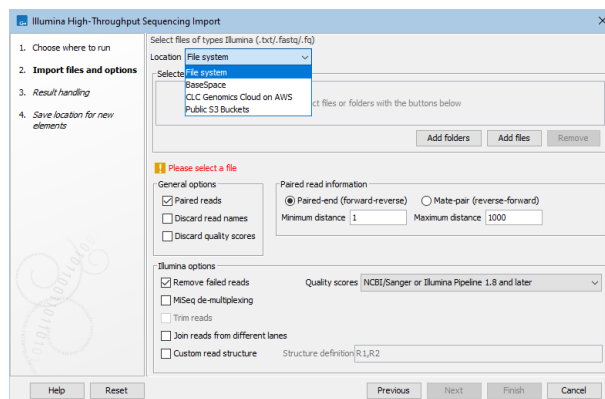 Illumina High-Throughput Sequencing Import
1. Choose where to run
2. Import files and options
3. Result handling
4. Save location for new elements
Select files of types Illumina (.txt/.fastq/.fq)
Location File system
File system
BaseSpace
CLC Genomics Cloud on AWS
Public S3 Buckets
Selecte
ct files or folders with the buttons below
Add folders Add files Remove
Please select a file
General options
Paired reads
Discard read names
Discard quality scores
Paired read information
Paired-end (forward-reverse) Mate-pair (reverse-forward)
Minimum distance 1 Maximum distance 1000
Illumina options
Remove failed reads Quality scores NCBI/Sanger or Illumina Pipeline 1.8 and later
MiSeq de-multiplexing
Trim reads
Join reads from different lanes
Custom read structure Structure definition R1,R2
Help Reset Previous Next Finish Cancel